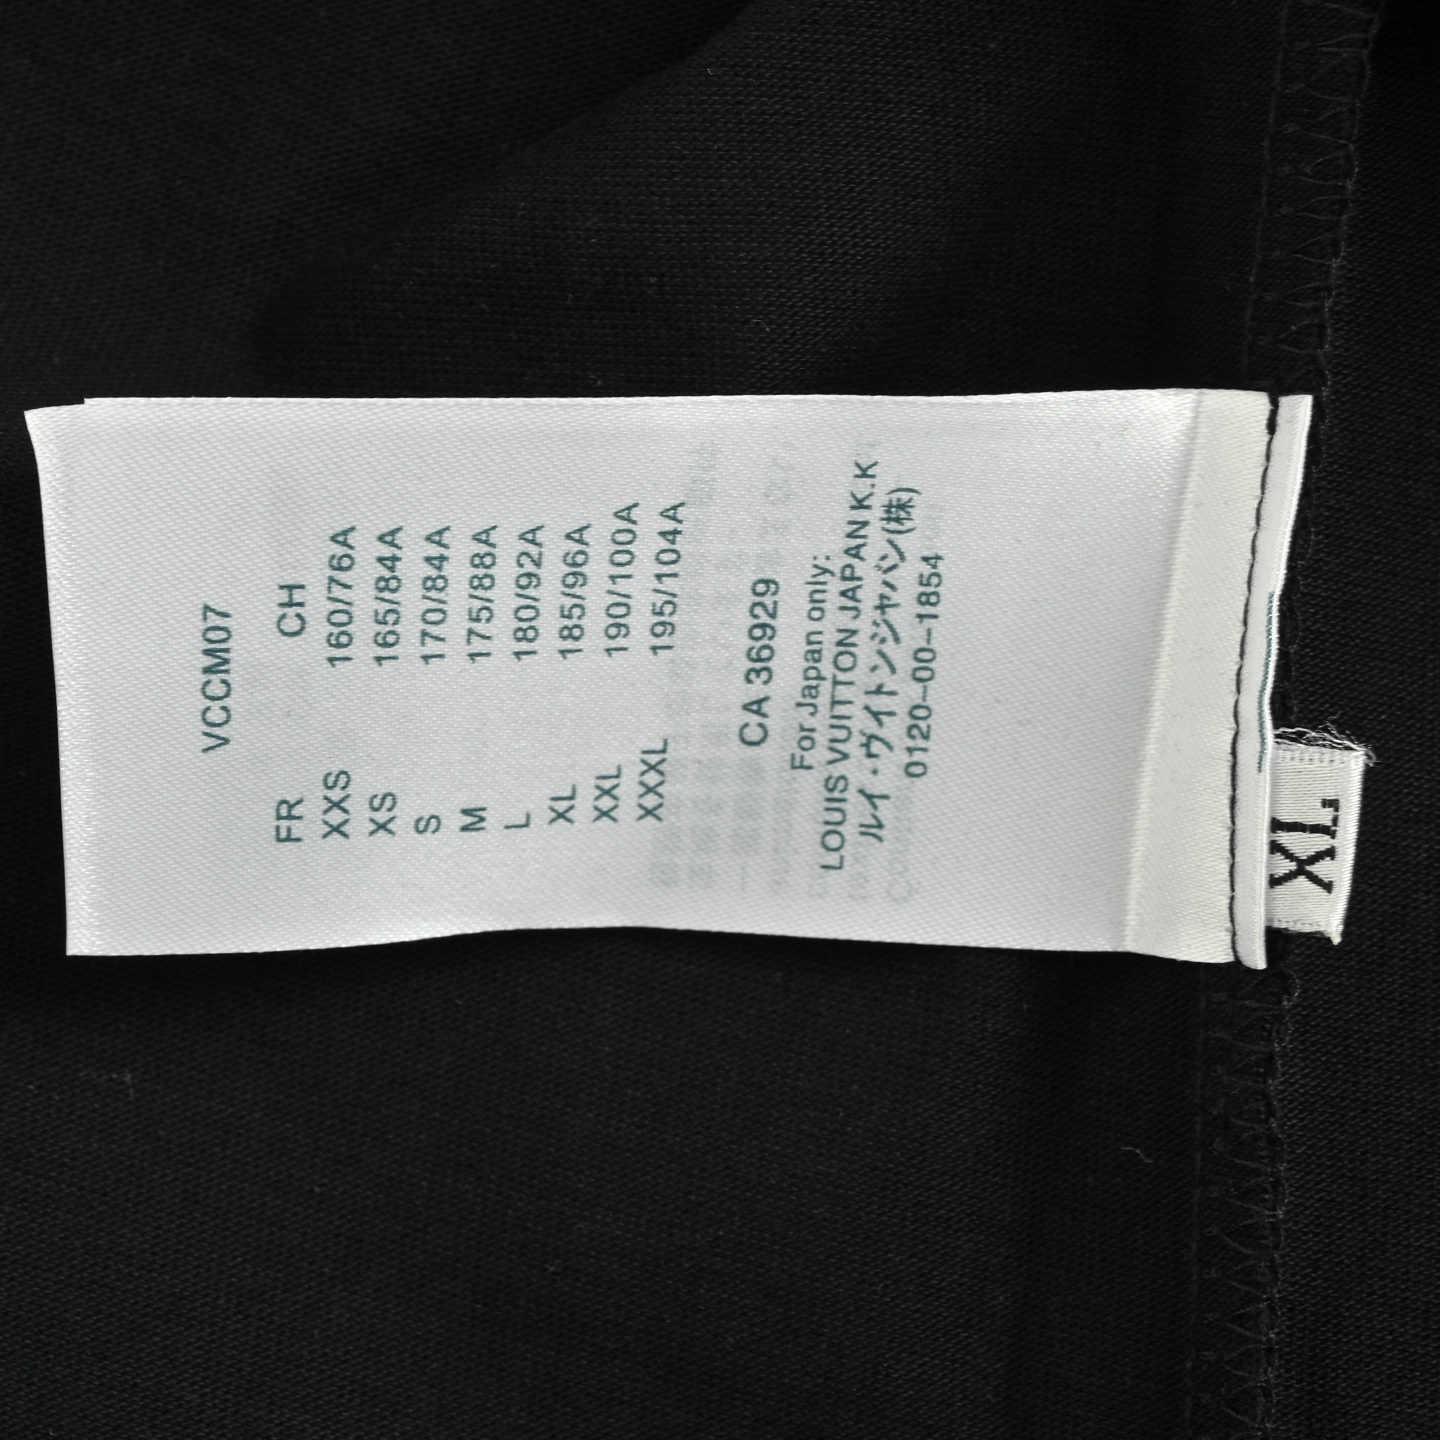 VCCM07
FR CH
XXS 160/76A
XS 165/84A
S 170/84A
M 175/88A
L 180/92A
XL 185/96A
XXL 190/100A
XXXL 195/104A
CA 36929
For Japan only:
LOUIS VUITTON JAPAN K.K
ルイ・ヴィトンジャパン(株)
0120-00-1854
XL